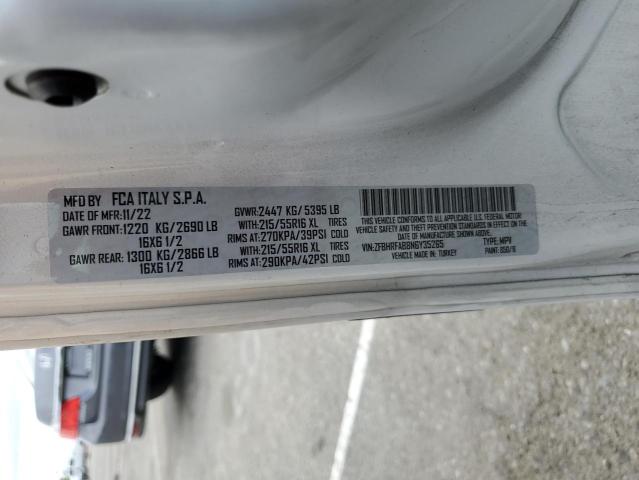 MFD BY FCA ITALY S.P.A.
DATE OF MFR:11/22 GVWR:2447 KG/5395 LB
GAWR FRONT:1220 KG/2690 LB WITH:215/55R16 XL TIRES
16X6 1/2 RIMS AT:270KPA/39PSI COLD
GAWR REAR:1300 KG/2866 LB WITH:215/55R16 XL TIRES
16X6 1/2 RIMS AT:290KPA/42PSI COLD
THIS VEHICLE CONFORMS TO ALL APPLICABLE FEDERAL MOTOR
VEHICLE SAFETY STANDARDS IN EFFECT ON THE
DATE OF MANUFACTURE SHOWN ABOVE.
VIN:ZFBHRFAB8N6Y35265 TYPE:MPV
VEHICLE MADE IN: TURKEY PAINT: